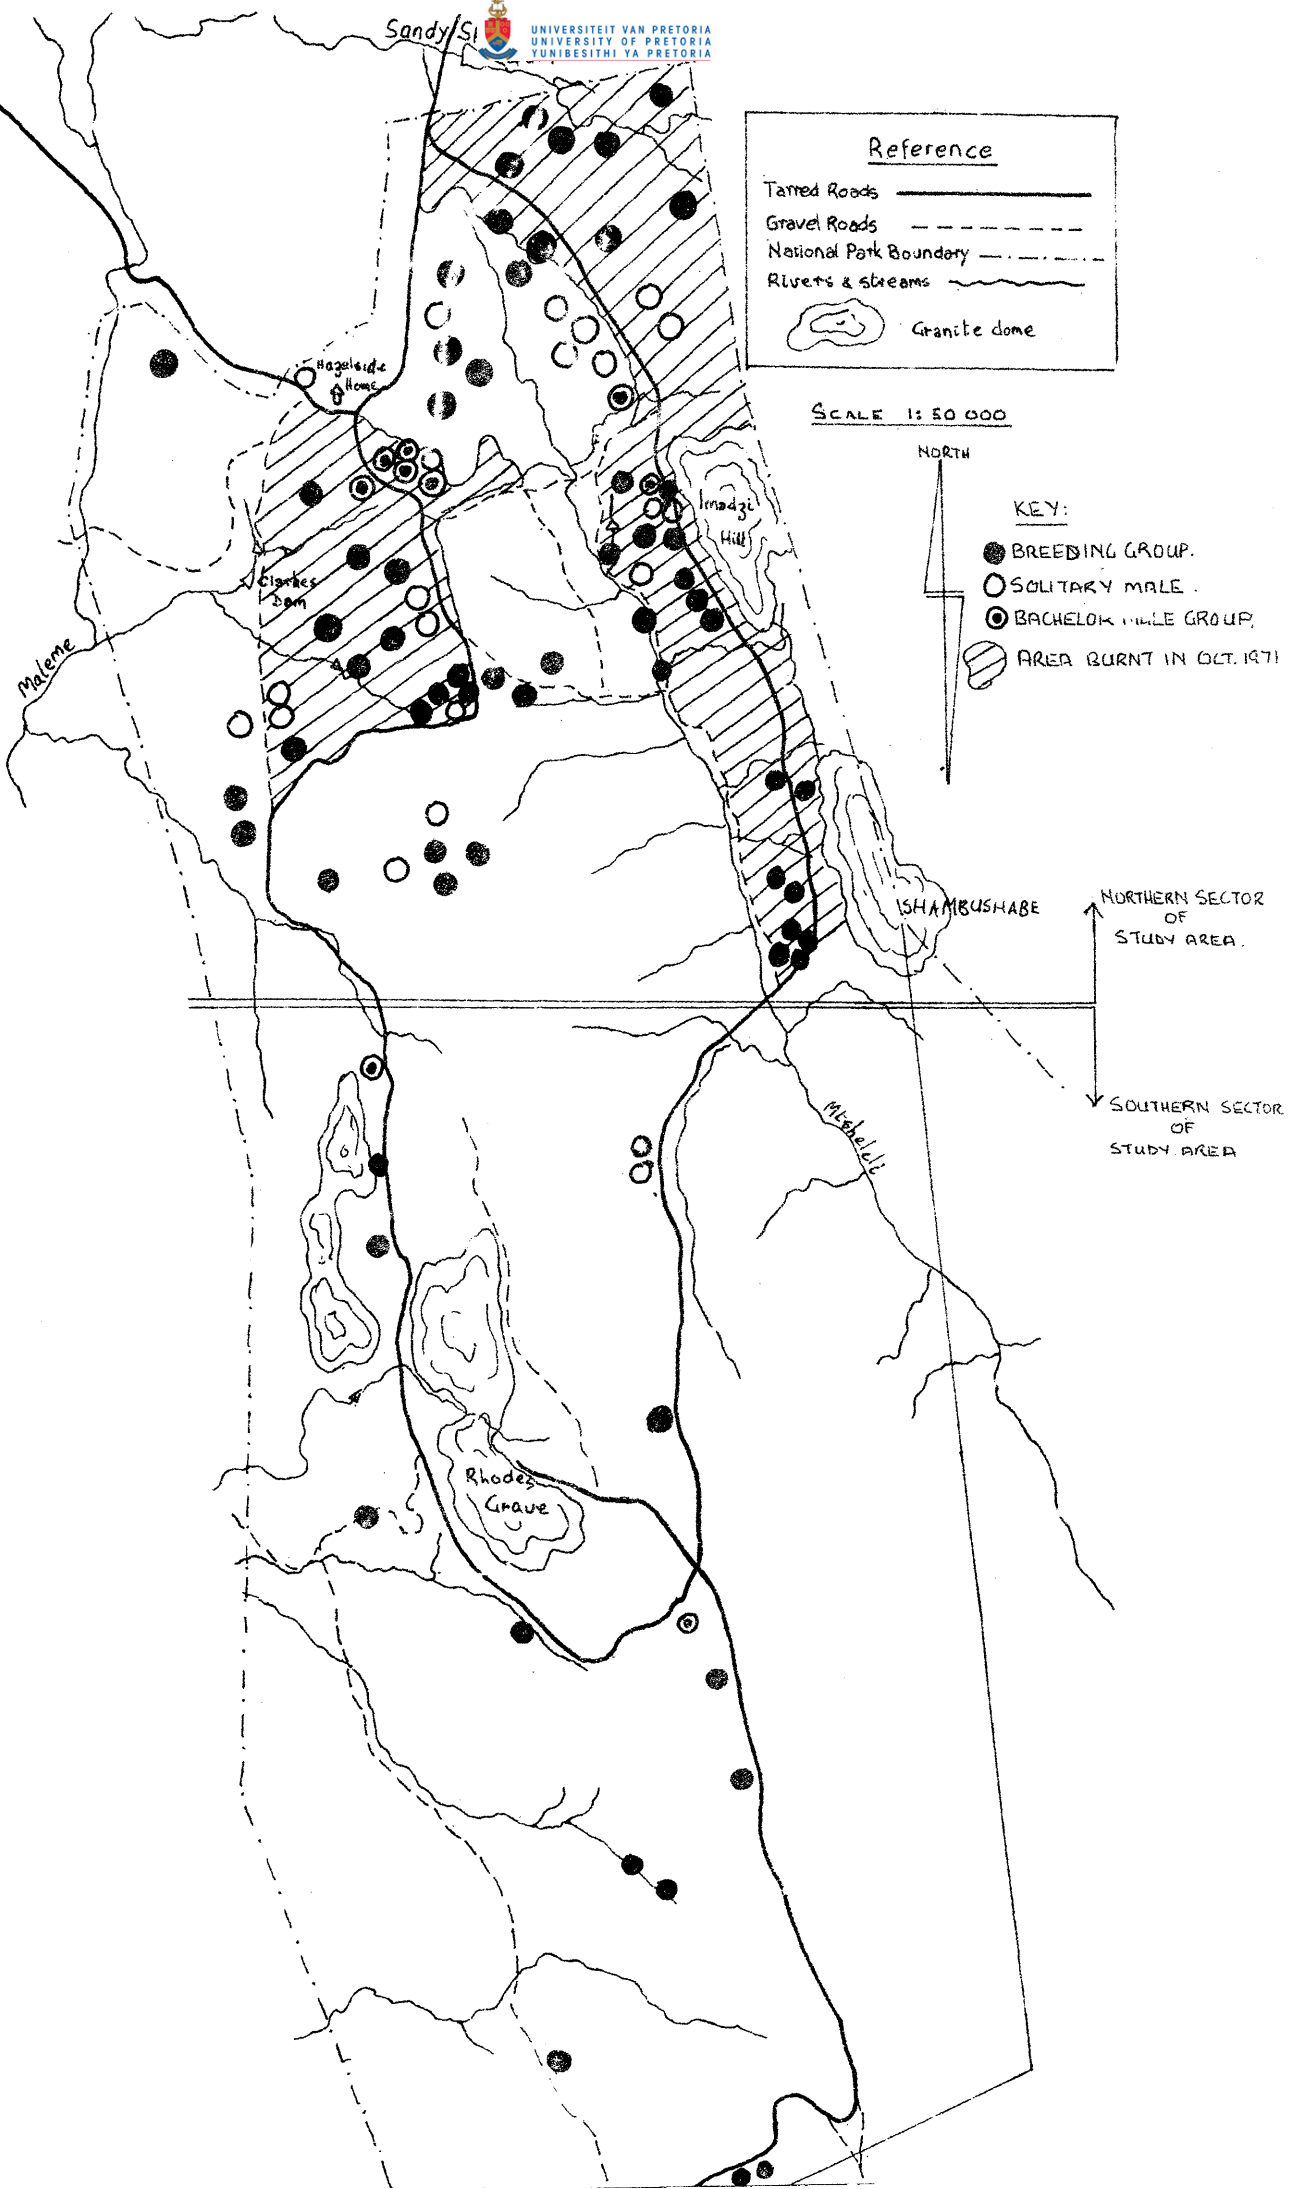 Sandy
UNIVERSITEIT VAN PRETORIA
UNIVERSITY OF PRETORIA
YUNIBESITHI YA PRETORIA
Reference
Tarred Roads
Gravel Roads
National Park Boundary
Rivers & streams
Granite dome
SCALE 1:50 000
NORTH
KEY:
BREEDING GROUP.
SOLITARY MALE.
BACHELOR GROUP.
AREA BURNT IN OCT. 1971
Hazelside
Home
Imadzi
Hill
Clarkes
Dam
Maleme
ISHAMBUSHABE
NORTHERN SECTOR
OF
STUDY AREA.
SOUTHERN SECTOR
OF
STUDY AREA
Mtsheleli
Rhodes
Grave